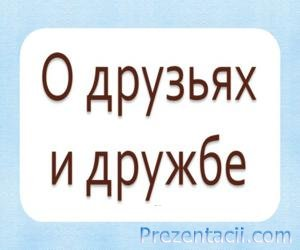 О друзьях
и дружбе
Prezentacii.com